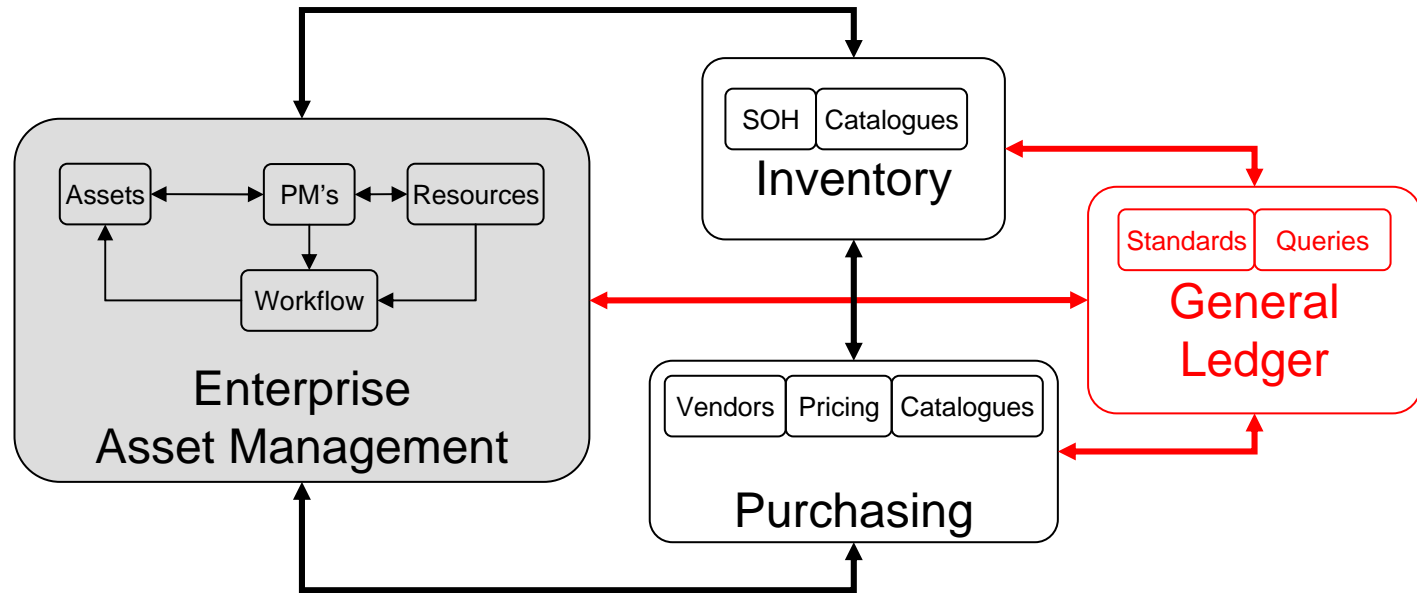 SOH Catalogues
Inventory
Assets PM's Resources
Workflow
Enterprise
Asset Management
Standards Queries
General
Ledger
Vendors Pricing Catalogues
Purchasing